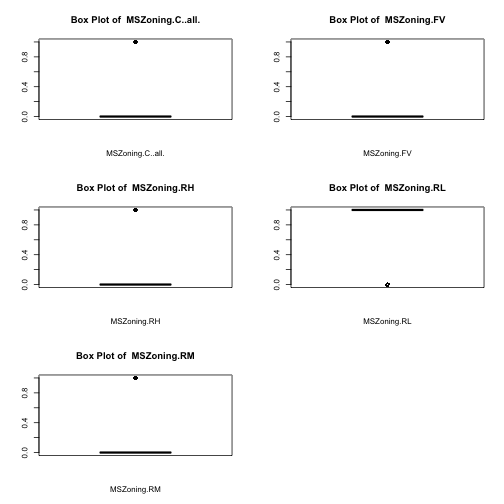 Box Plot of  MSZoning.C..all.
0.0 0.4 0.8
MSZoning.C..all.
Box Plot of  MSZoning.FV
0.0 0.4 0.8
MSZoning.FV
Box Plot of  MSZoning.RH
0.0 0.4 0.8
MSZoning.RH
Box Plot of  MSZoning.RL
0.0 0.4 0.8
MSZoning.RL
Box Plot of  MSZoning.RM
0.0 0.4 0.8
MSZoning.RM